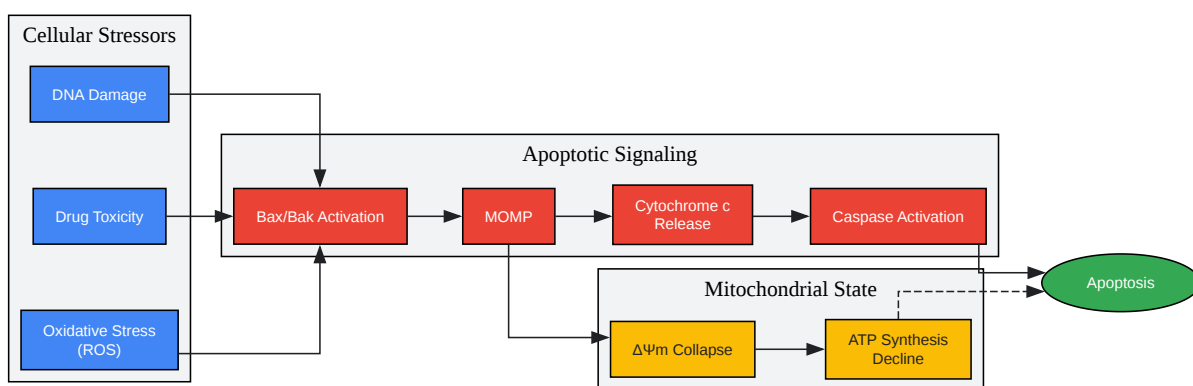 Cellular Stressors
DNA Damage
Drug Toxicity
Oxidative Stress
(ROS)
Apoptotic Signaling
Bax/Bak Activation
MOMP
Cytochrome c
Release
Caspase Activation
Mitochondrial State
ΔΨm Collapse
ATP Synthesis
Decline
Apoptosis